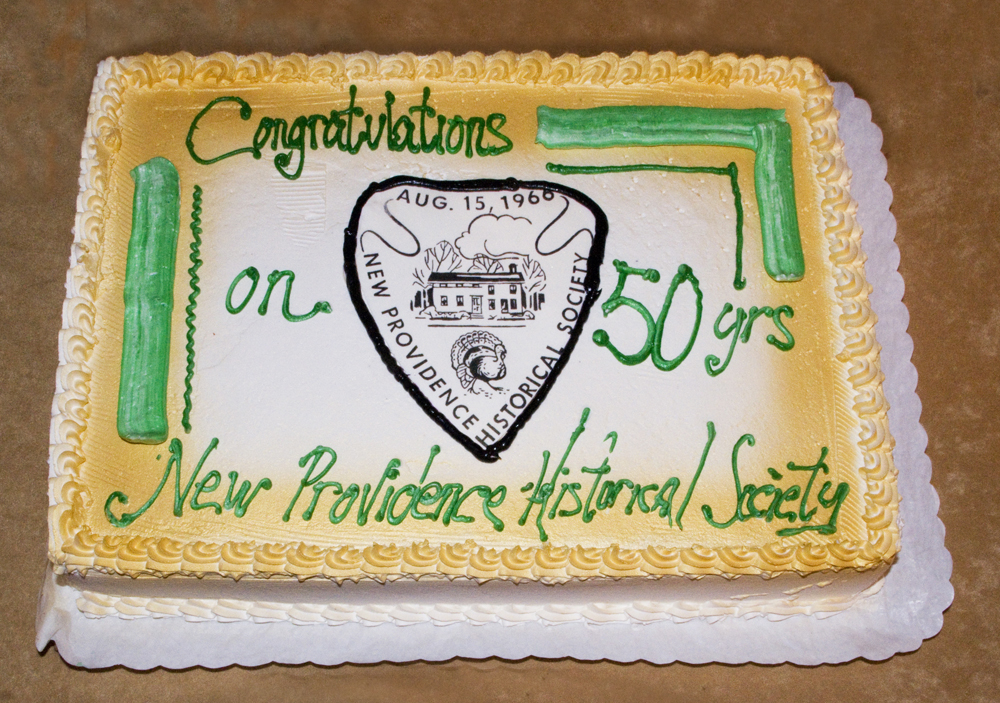 Congratulations
AUG. 15, 1966
NEW PROVIDENCE HISTORICAL SOCIETY
on 50 yrs
New Providence Historical Society